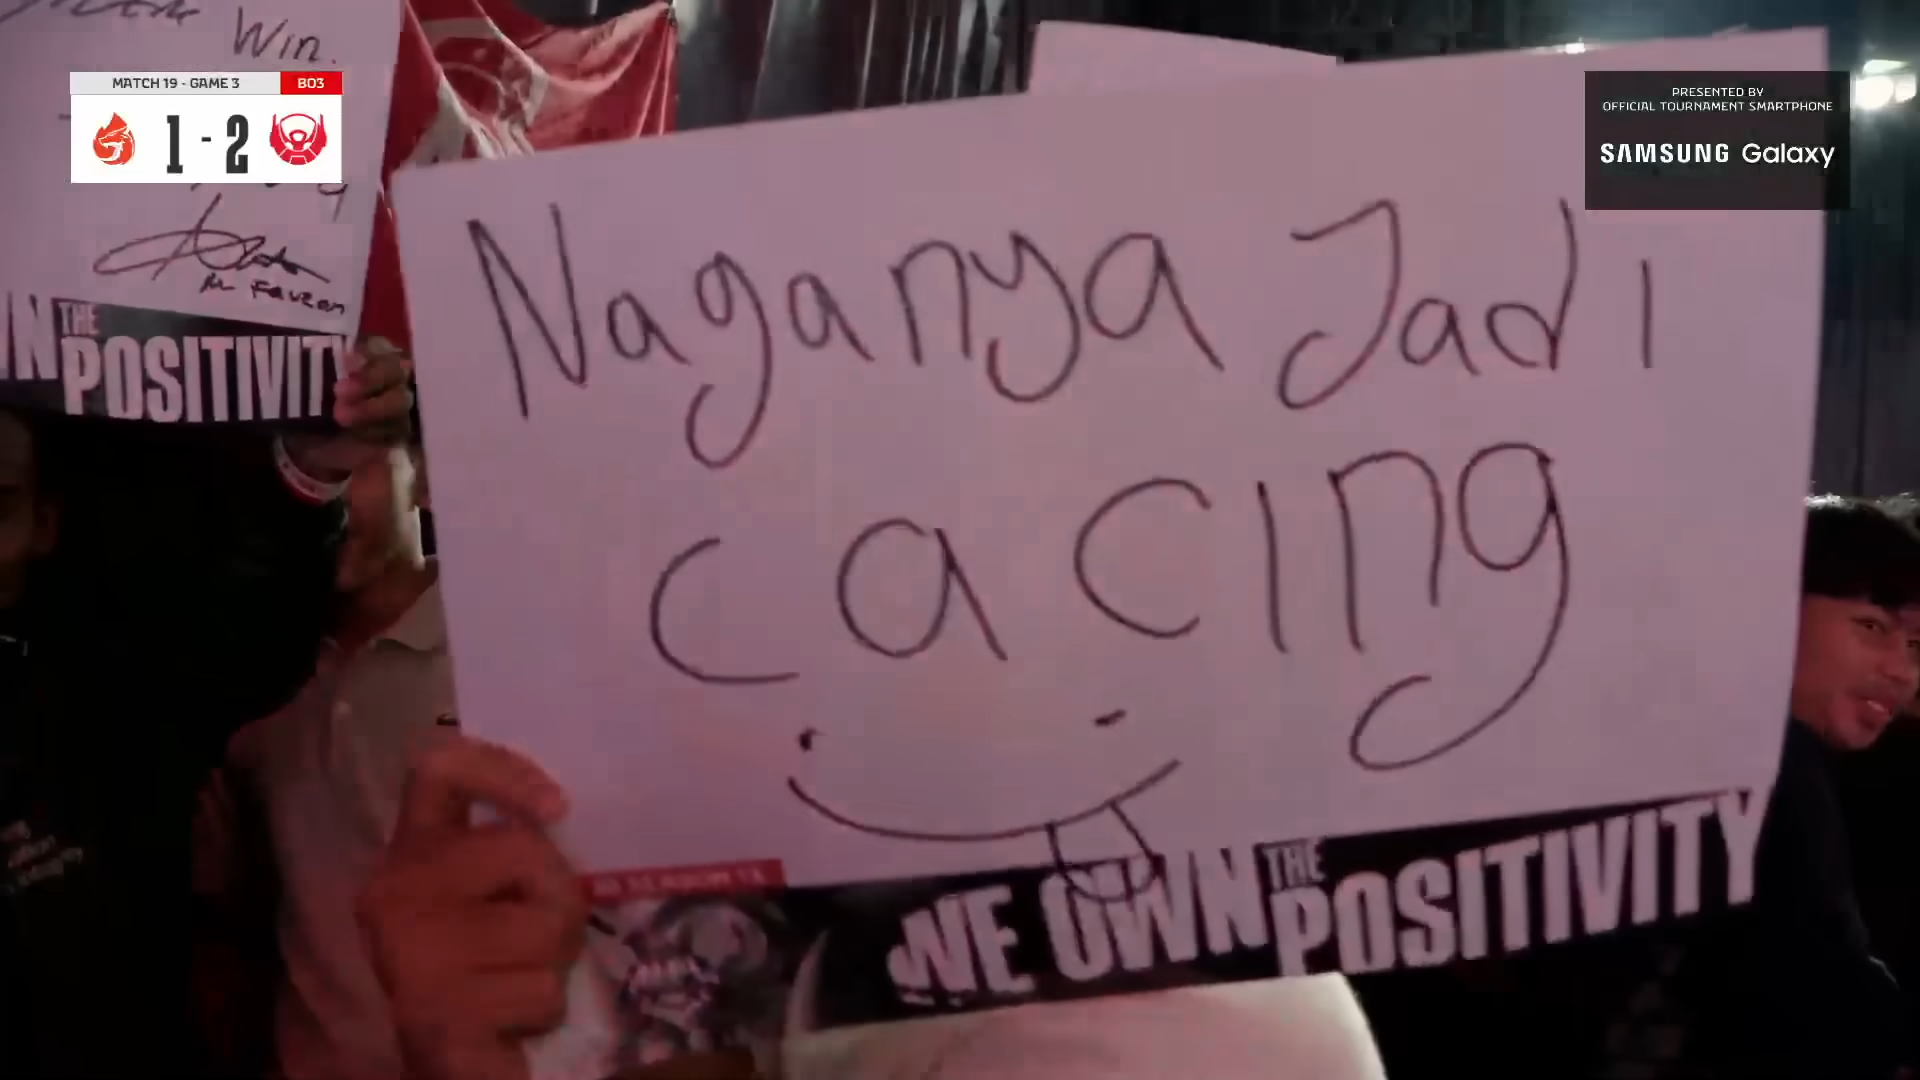 Win.
MATCH 19 - GAME 3 BO3
1 - 2
PRESENTED BY
OFFICIAL TOURNAMENT SMARTPHONE
SAMSUNG Galaxy
THE
POSITIVITY
Naganya Jadi
cacing
WE OWN THE POSITIVITY